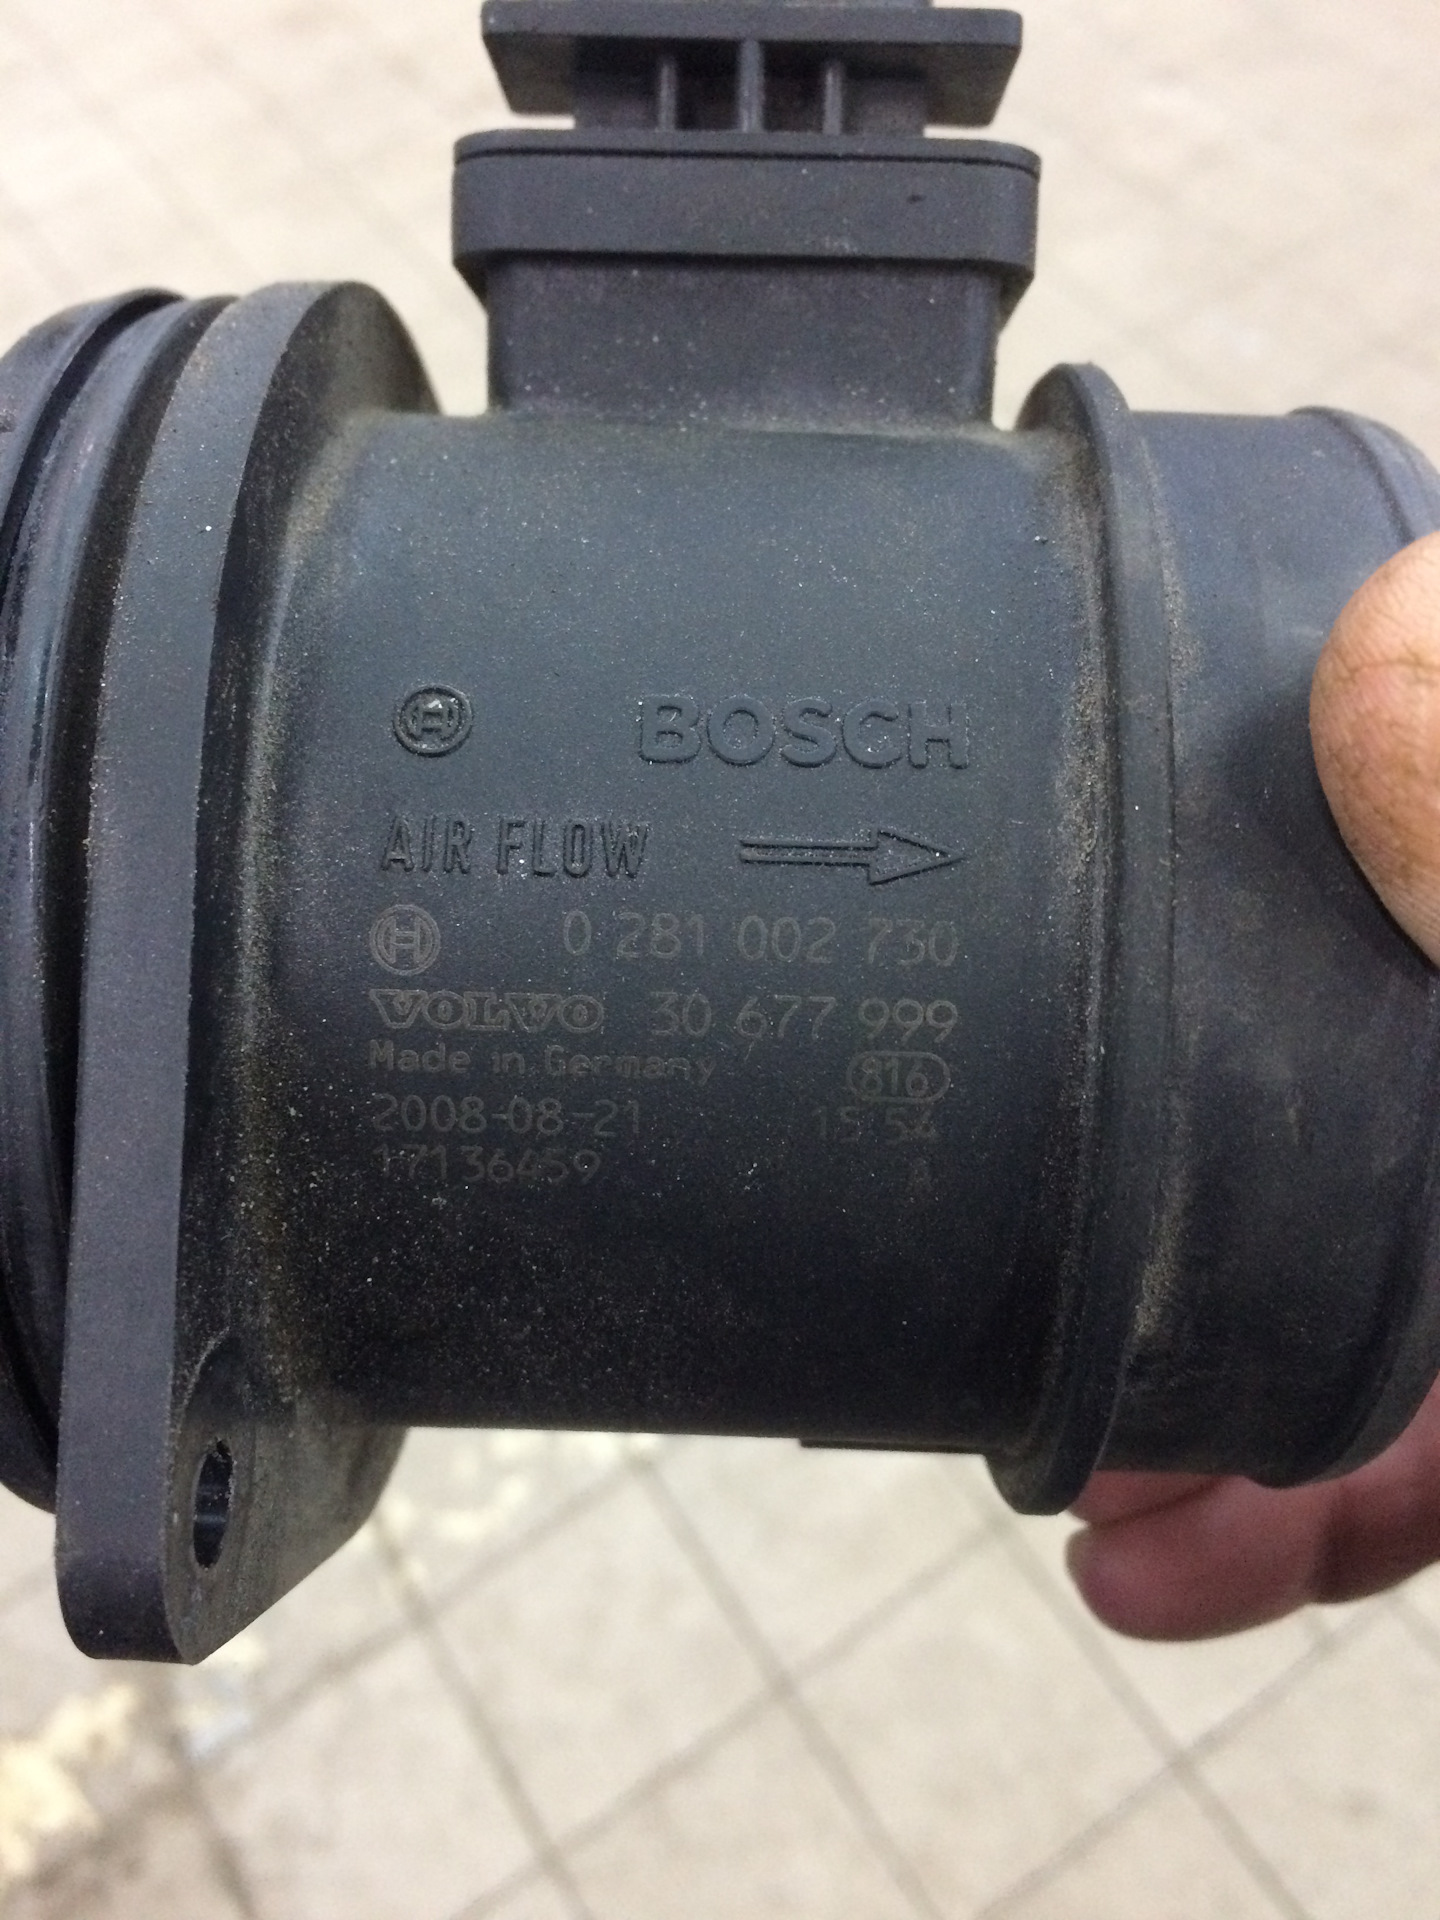 BOSCH
AIR FLOW
0 281 002 730
VOLVO 30 677 999
Made in Germany 816
2008-08-21 15 54
17136459